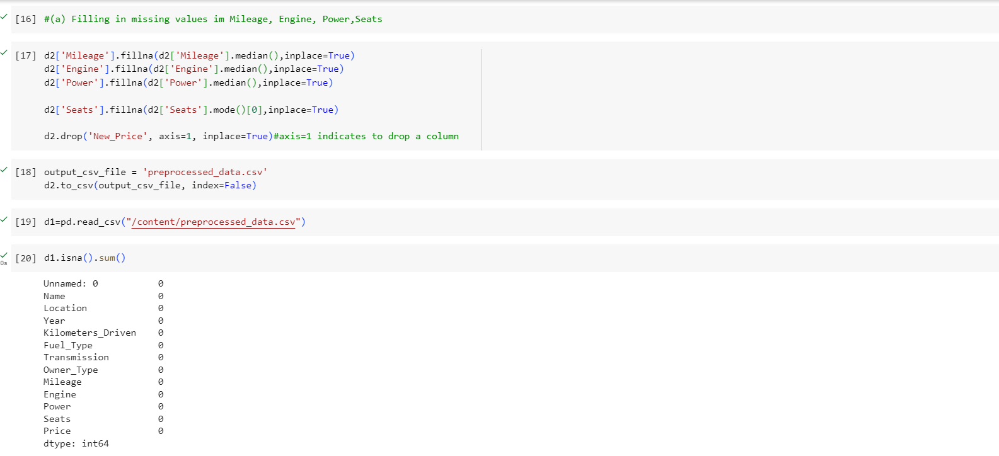 [16] #(a) Filling in missing values im Mileage, Engine, Power,Seats
[17] d2['Mileage'].fillna(d2['Mileage'].median(),inplace=True)
d2['Engine'].fillna(d2['Engine'].median(),inplace=True)
d2['Power'].fillna(d2['Power'].median(),inplace=True)
d2['Seats'].fillna(d2['Seats'].mode()[0],inplace=True)
d2.drop('New_Price', axis=1, inplace=True)#axis=1 indicates to drop a column
[18] output_csv_file = 'preprocessed_data.csv'
d2.to_csv(output_csv_file, index=False)
[19] d1=pd.read_csv("/content/preprocessed_data.csv")
[20] d1.isna().sum()
0s
Unnamed: 0 0
Name 0
Location 0
Year 0
Kilometers_Driven 0
Fuel_Type 0
Transmission 0
Owner_Type 0
Mileage 0
Engine 0
Power 0
Seats 0
Price 0
dtype: int64